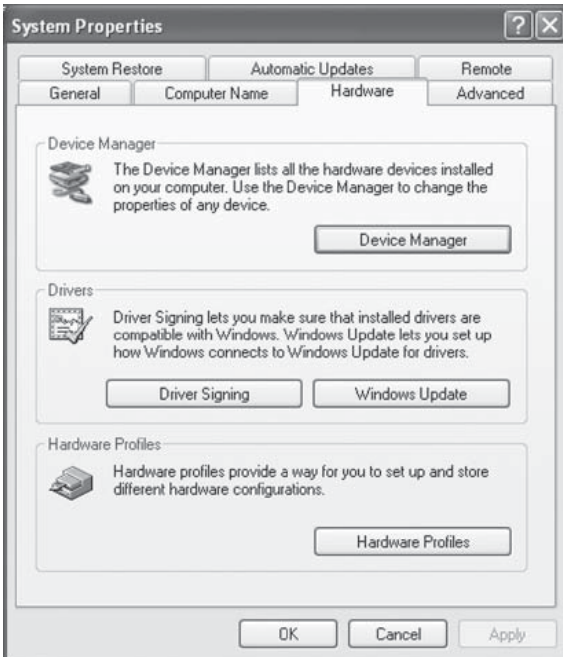 System Properties
System Restore
Automatic Updates
Remote
General
Computer Name
Hardware
Advanced
Device Manager
The Device Manager lists all the hardware devices installed
on your computer. Use the Device Manager to change the
properties of any device.
Device Manager
Drivers
Driver Signing lets you make sure that installed drivers are
compatible with Windows. Windows Update lets you set up
how Windows connects to Windows Update for drivers.
Driver Signing
Windows Update
Hardware Profiles
Hardware profiles provide a way for you to set up and store
different hardware configurations.
Hardware Profiles
OK
Cancel
Apply